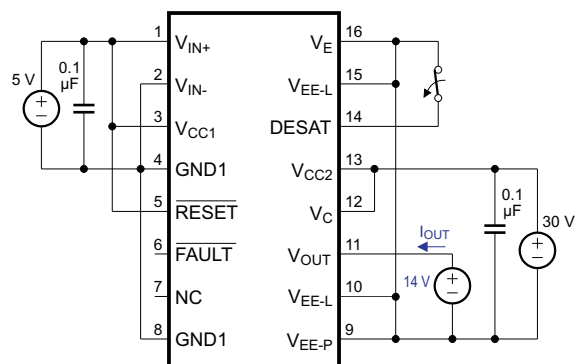 1 V_IN+
2 V_IN-
3 V_CC1
4 GND1
5 RESET
6 FAULT
7 NC
8 GND1
16 V_E
15 V_EE-L
14 DESAT
13 V_CC2
12 V_C
11 V_OUT
10 V_EE-L
9 V_EE-P
5 V
+
−
0.1
µF
I_OUT
14 V
+
−
0.1
µF
30 V
+
−